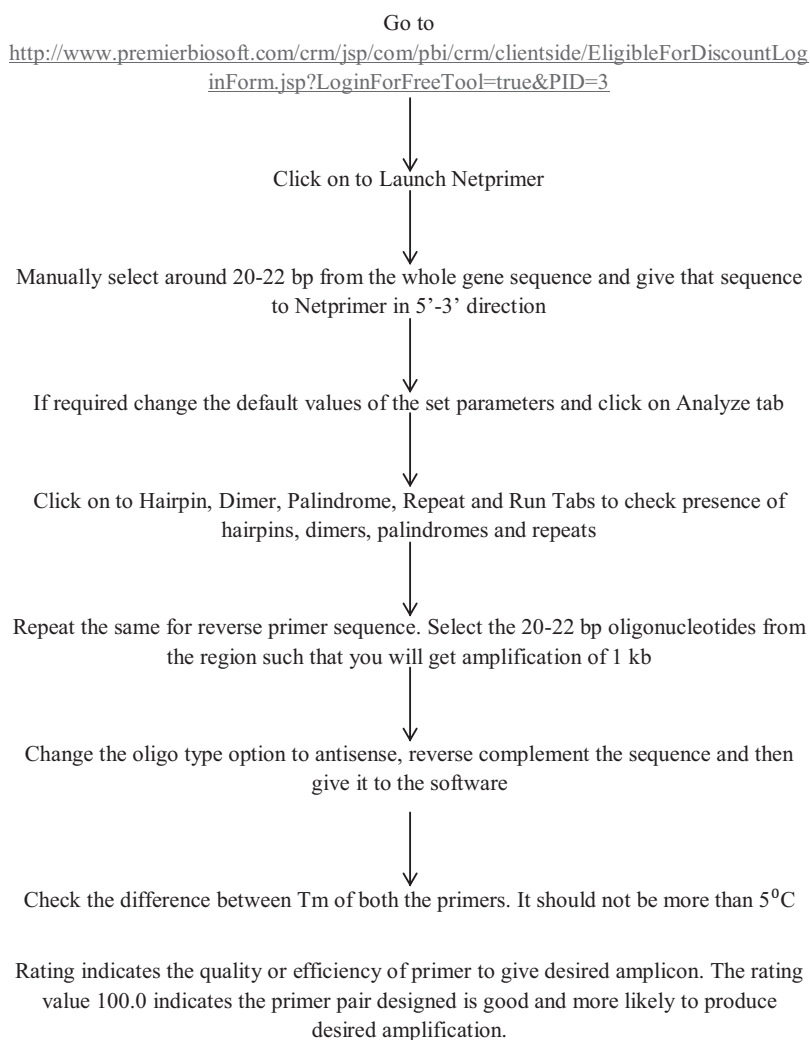 Go to
http://www.premierbiosoft.com/crm/jsp/com/pbi/crm/clientside/EligibleForDiscountLog
inForm.jsp?LoginForFreeTool=true&PID=3
Click on to Launch Netprimer
Manually select around 20-22 bp from the whole gene sequence and give that sequence
to Netprimer in 5’-3’ direction
If required change the default values of the set parameters and click on Analyze tab
Click on to Hairpin, Dimer, Palindrome, Repeat and Run Tabs to check presence of
hairpins, dimers, palindromes and repeats
Repeat the same for reverse primer sequence. Select the 20-22 bp oligonucleotides from
the region such that you will get amplification of 1 kb
Change the oligo type option to antisense, reverse complement the sequence and then
give it to the software
Check the difference between Tm of both the primers. It should not be more than 5⁰C
Rating indicates the quality or efficiency of primer to give desired amplicon. The rating
value 100.0 indicates the primer pair designed is good and more likely to produce
desired amplification.